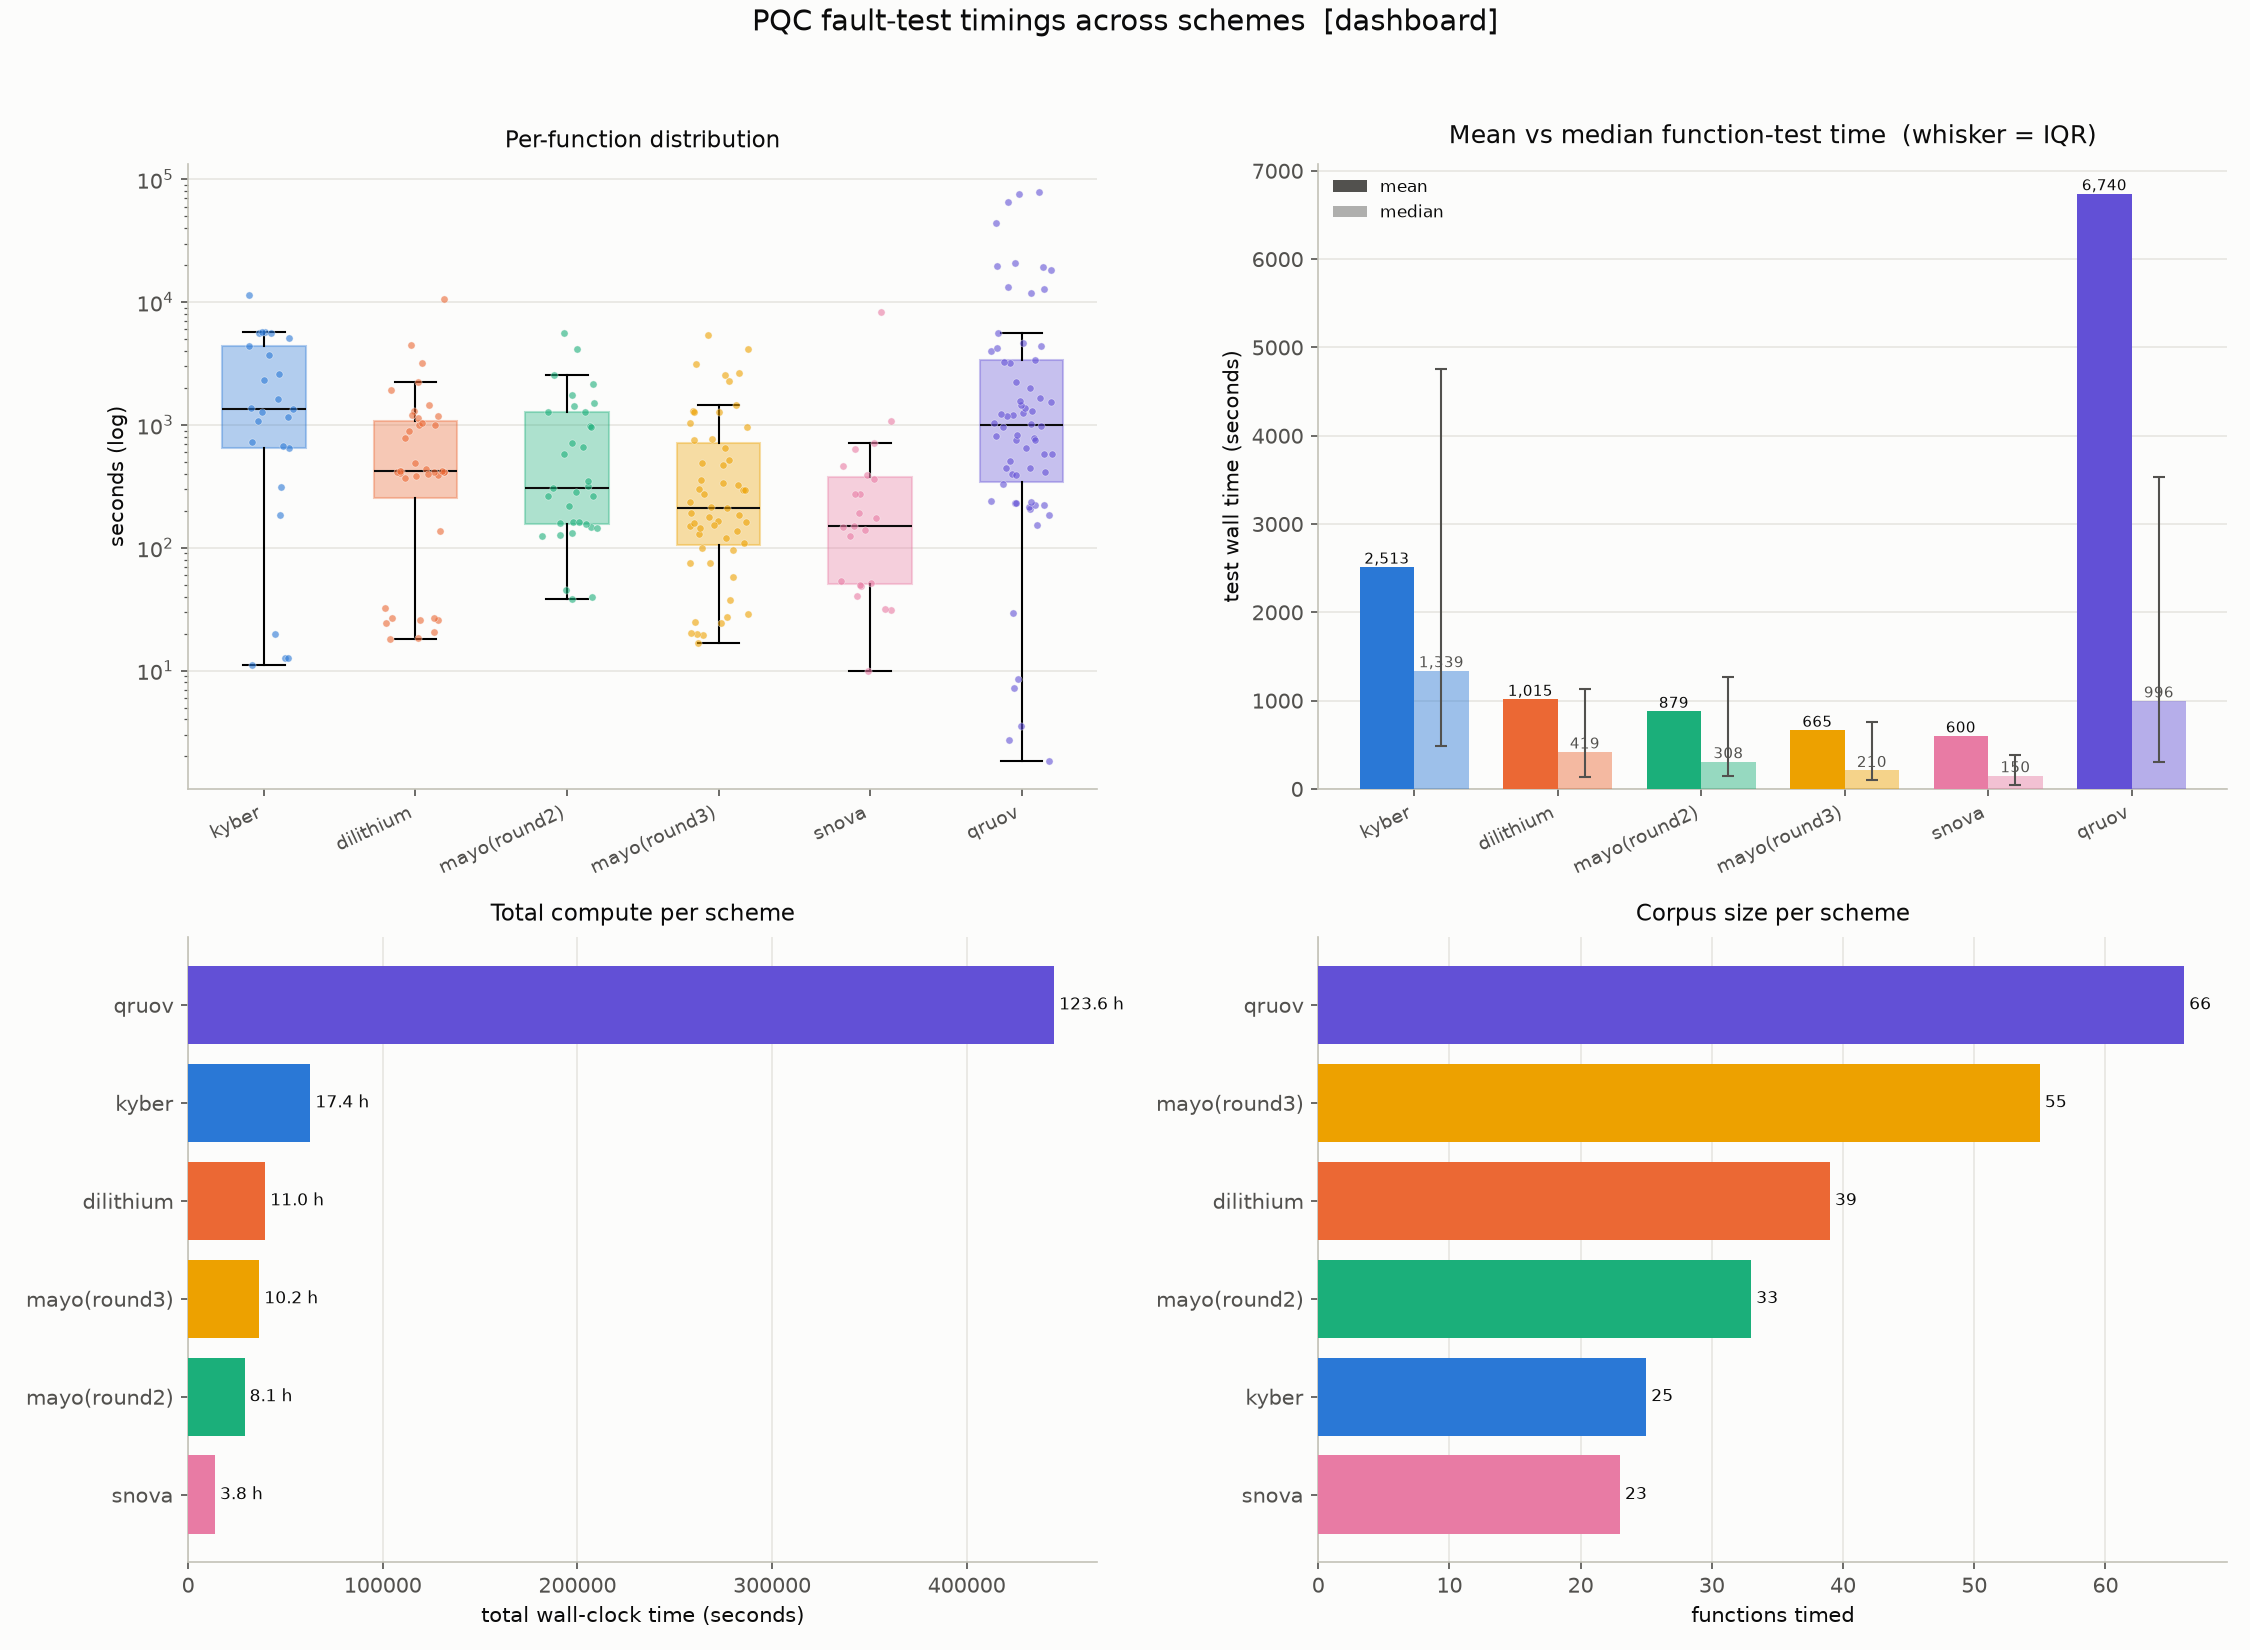 PQC fault-test timings across schemes  [dashboard]
Per-function distribution
seconds (log)
10^5
10^4
10^3
10^2
10^1
kyber
dilithium
mayo(round2)
mayo(round3)
snova
qruov
Mean vs median function-test time  (whisker = IQR)
mean
median
test wall time (seconds)
7000
6000
5000
4000
3000
2000
1000
0
2,513
1,339
1,015
419
879
308
665
210
600
150
6,740
996
kyber
dilithium
mayo(round2)
mayo(round3)
snova
qruov
Total compute per scheme
qruov
123.6 h
kyber
17.4 h
dilithium
11.0 h
mayo(round3)
10.2 h
mayo(round2)
8.1 h
snova
3.8 h
0
100000
200000
300000
400000
total wall-clock time (seconds)
Corpus size per scheme
qruov
66
mayo(round3)
55
dilithium
39
mayo(round2)
33
kyber
25
snova
23
0
10
20
30
40
50
60
functions timed